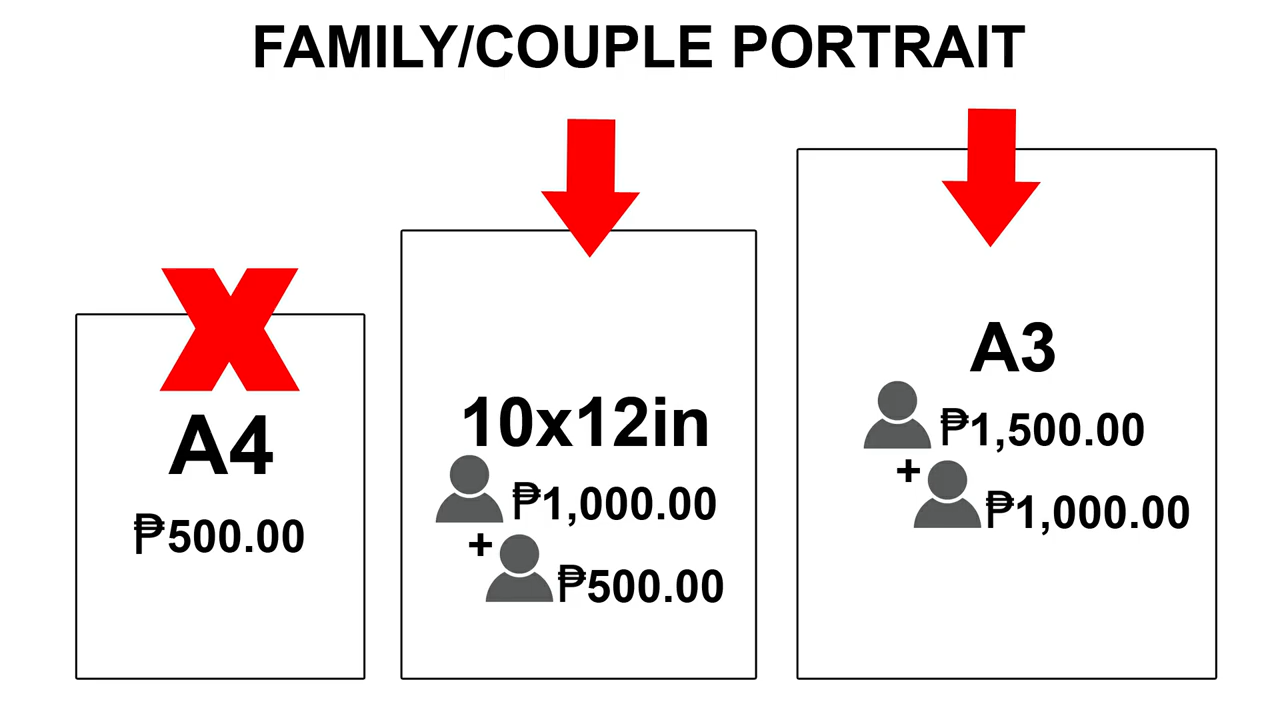 FAMILY/COUPLE PORTRAIT
X
A4
₱500.00
10x12in
₱1,000.00
+
₱500.00
A3
₱1,500.00
+
₱1,000.00